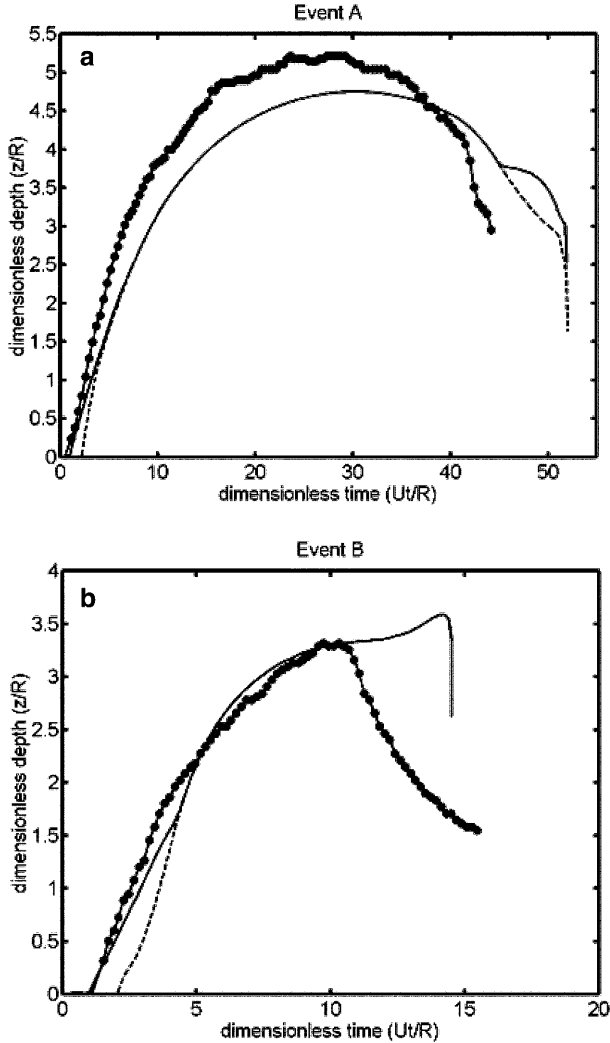 Event A
a
5.5
5
4.5
4
3.5
3
2.5
2
1.5
1
0.5
0
dimensionless depth (z/R)
0 10 20 30 40 50
dimensionless time (Ut/R)
Event B
b
4
3.5
3
2.5
2
1.5
1
0.5
0
dimensionless depth (z/R)
0 5 10 15 20
dimensionless time (Ut/R)